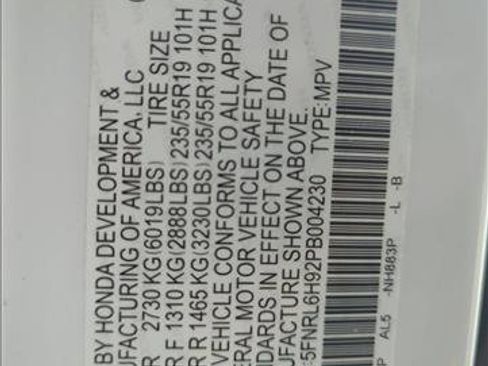 BY HONDA DEVELOPMENT &
UFACTURING OF AMERICA, LLC
R 2730 KG(6019LBS) TIRE SIZE
R F 1310 KG(2888LBS)235/55R19 101H
R R 1465 KG(3230LBS)235/55R19 101H
VEHICLE CONFORMS TO ALL APPLICA
ERAL MOTOR VEHICLE SAFETY
NDARDS IN EFFECT ON THE DATE OF
UFACTURE SHOWN ABOVE.
:5FNRL6H92PB004230 TYPE:MPV
P AL5 -NH883P -L -B